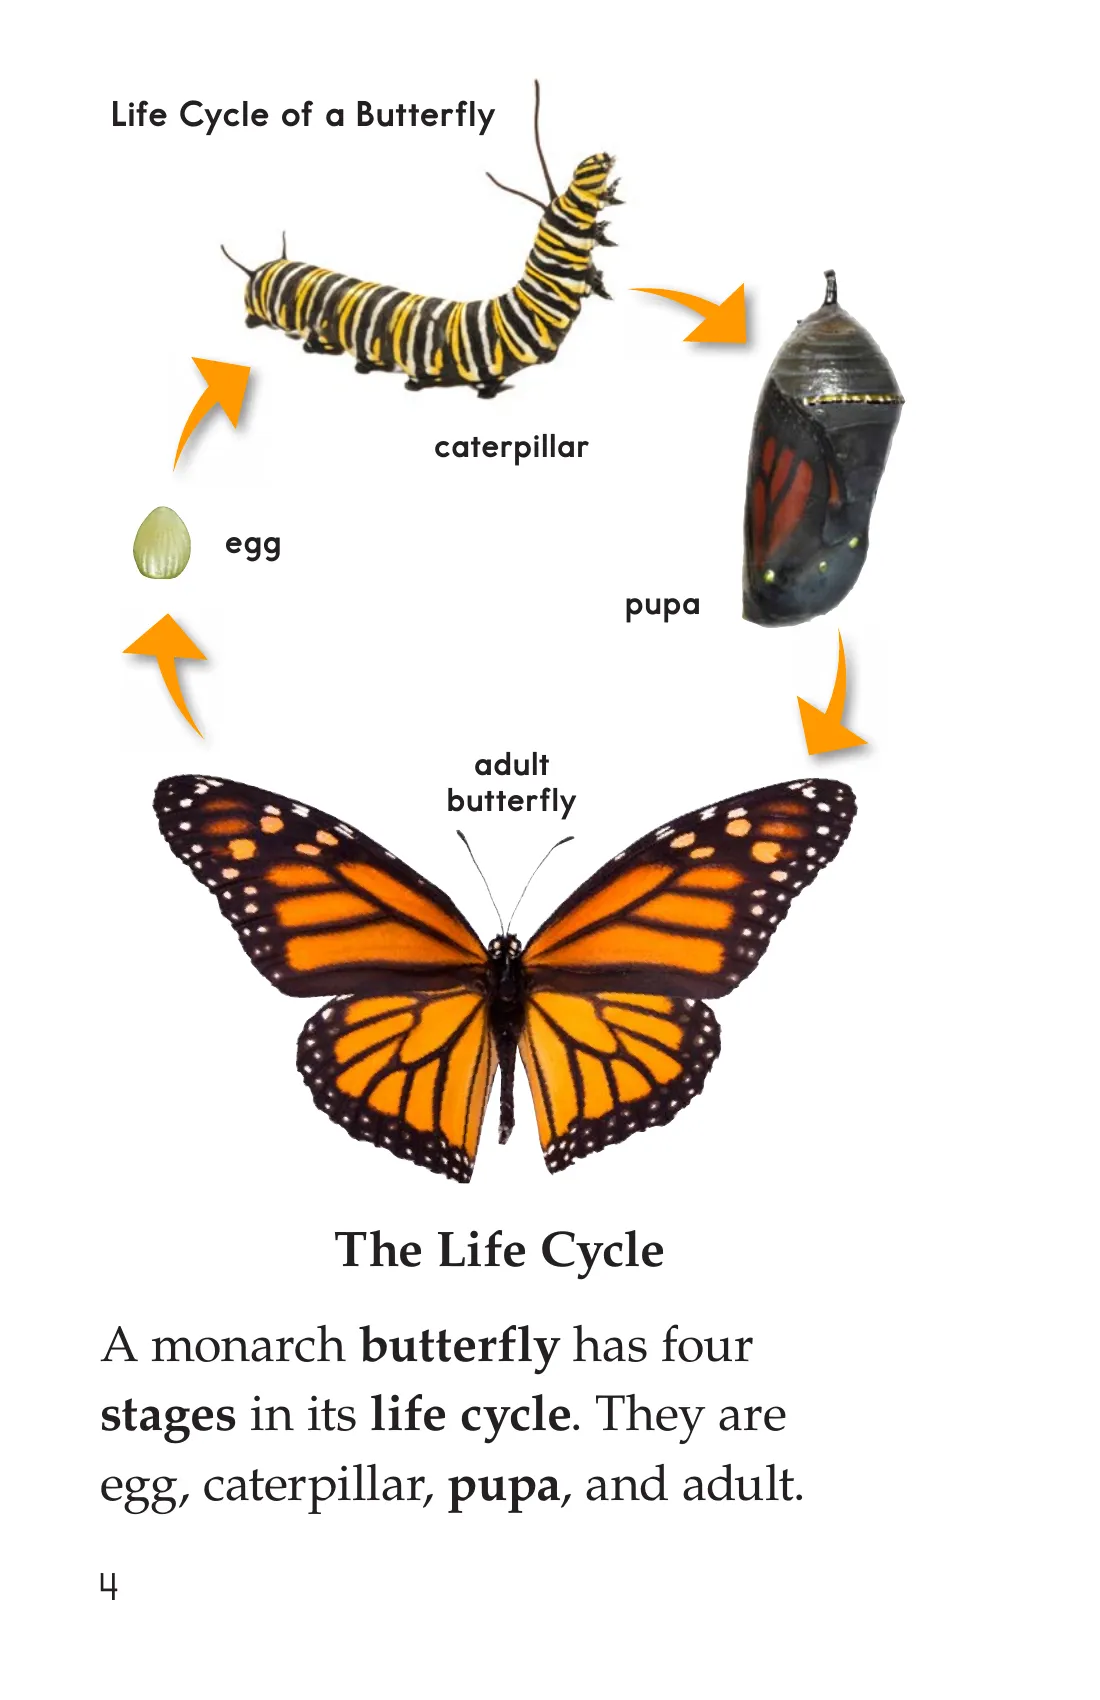 Life Cycle of a Butterfly
caterpillar
egg
pupa
adult
butterfly
The Life Cycle
A monarch butterfly has four
stages in its life cycle. They are
egg, caterpillar, pupa, and adult.
4